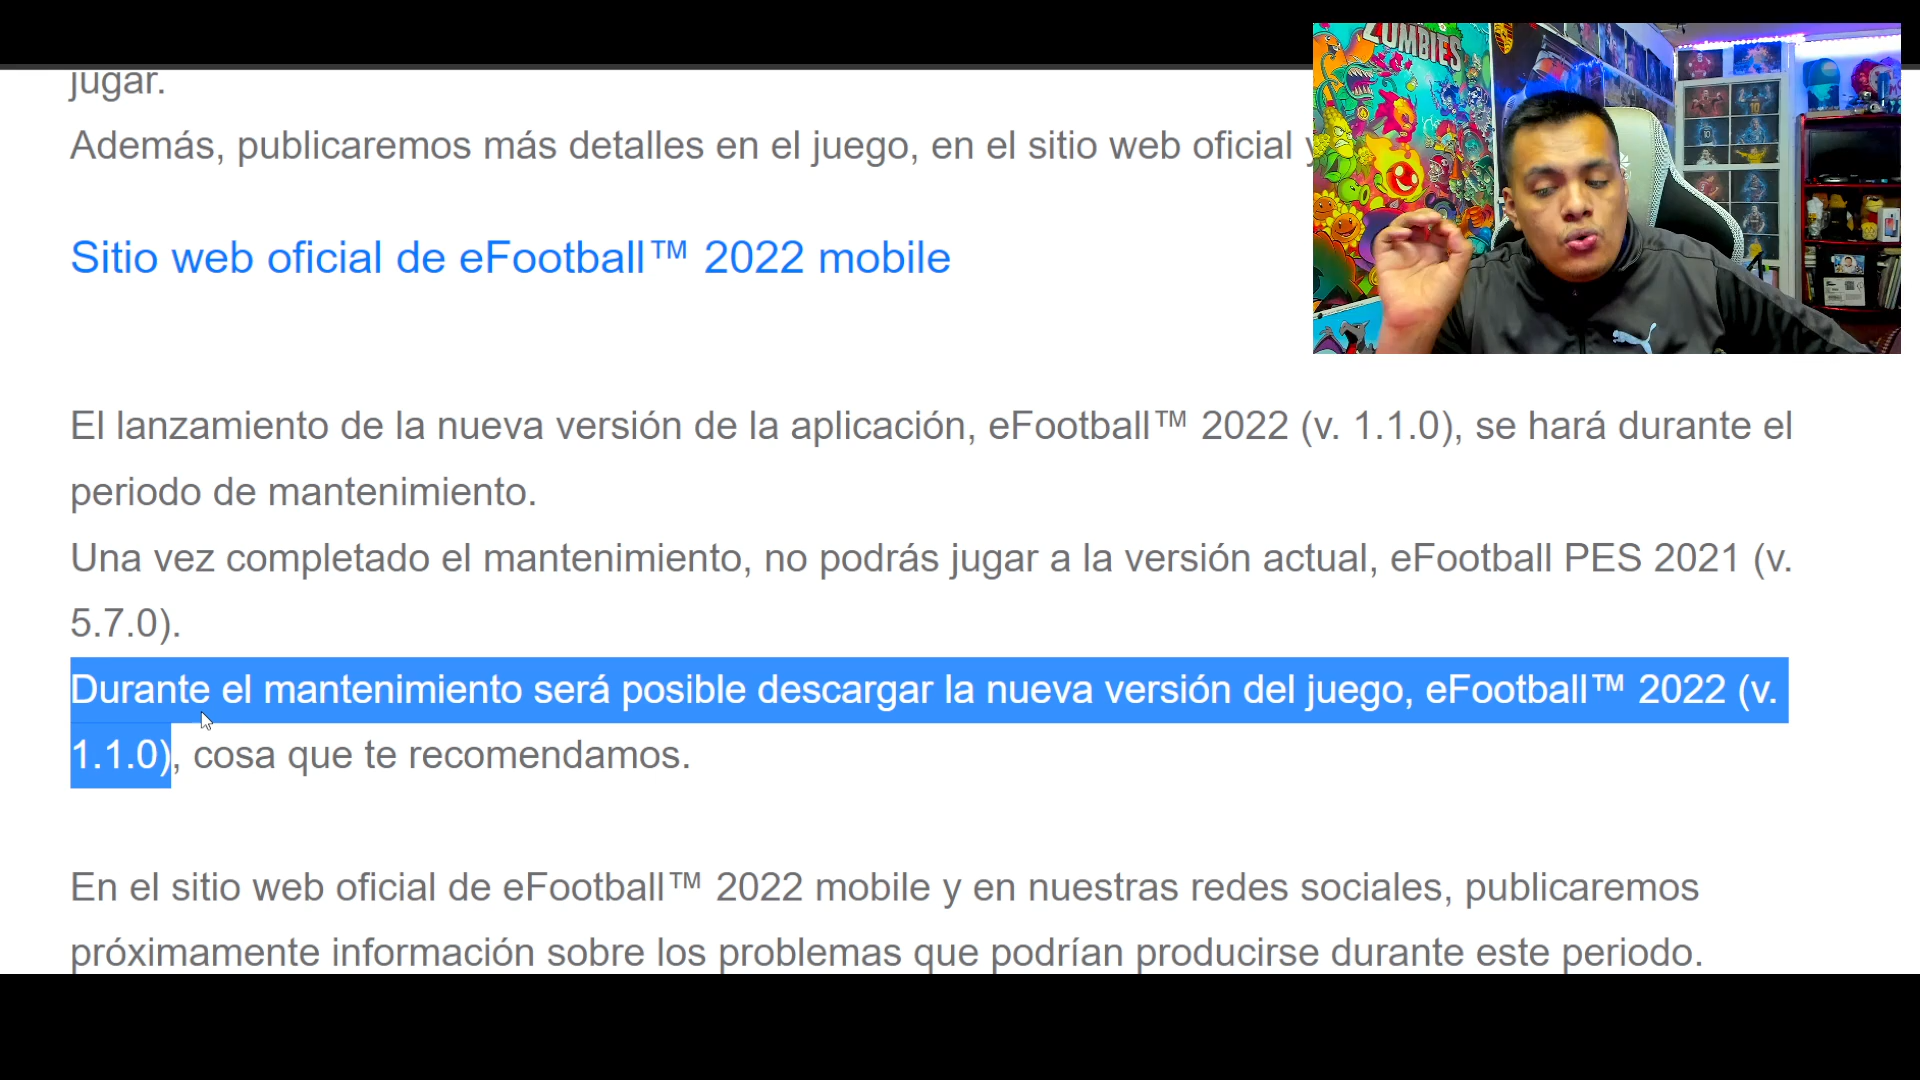 jugar.
Además, publicaremos más detalles en el juego, en el sitio web oficial y
ZOMBIES
Sitio web oficial de eFootball™ 2022 mobile
El lanzamiento de la nueva versión de la aplicación, eFootball™ 2022 (v. 1.1.0), se hará durante el
periodo de mantenimiento.
Una vez completado el mantenimiento, no podrás jugar a la versión actual, eFootball PES 2021 (v.
5.7.0).
Durante el mantenimiento será posible descargar la nueva versión del juego, eFootball™ 2022 (v.
1.1.0), cosa que te recomendamos.
En el sitio web oficial de eFootball™ 2022 mobile y en nuestras redes sociales, publicaremos
próximamente información sobre los problemas que podrían producirse durante este periodo.